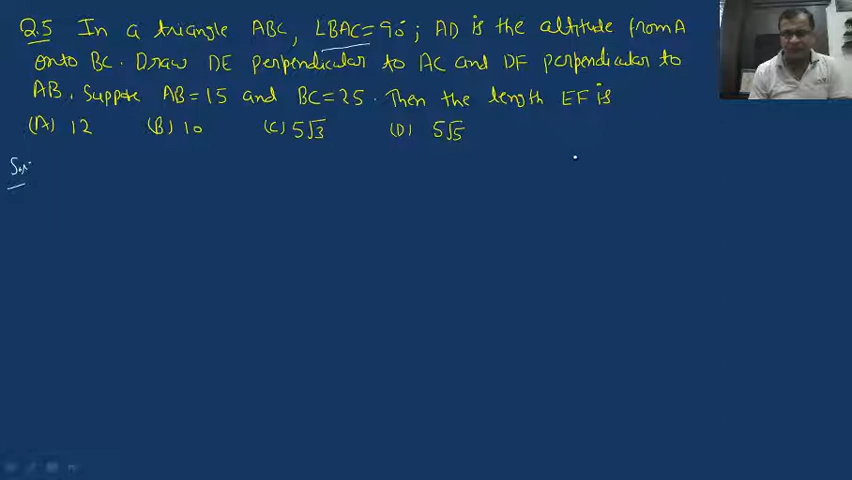 Q.5 In a triangle ABC, ∠BAC = 90°; AD is the altitude from A
onto BC. Draw DE perpendicular to AC and DF perpendicular to
AB. Suppose AB = 15 and BC = 25. Then the length EF is
(A) 12 (B) 10 (C) 5√3 (D) 5√5
Sol: